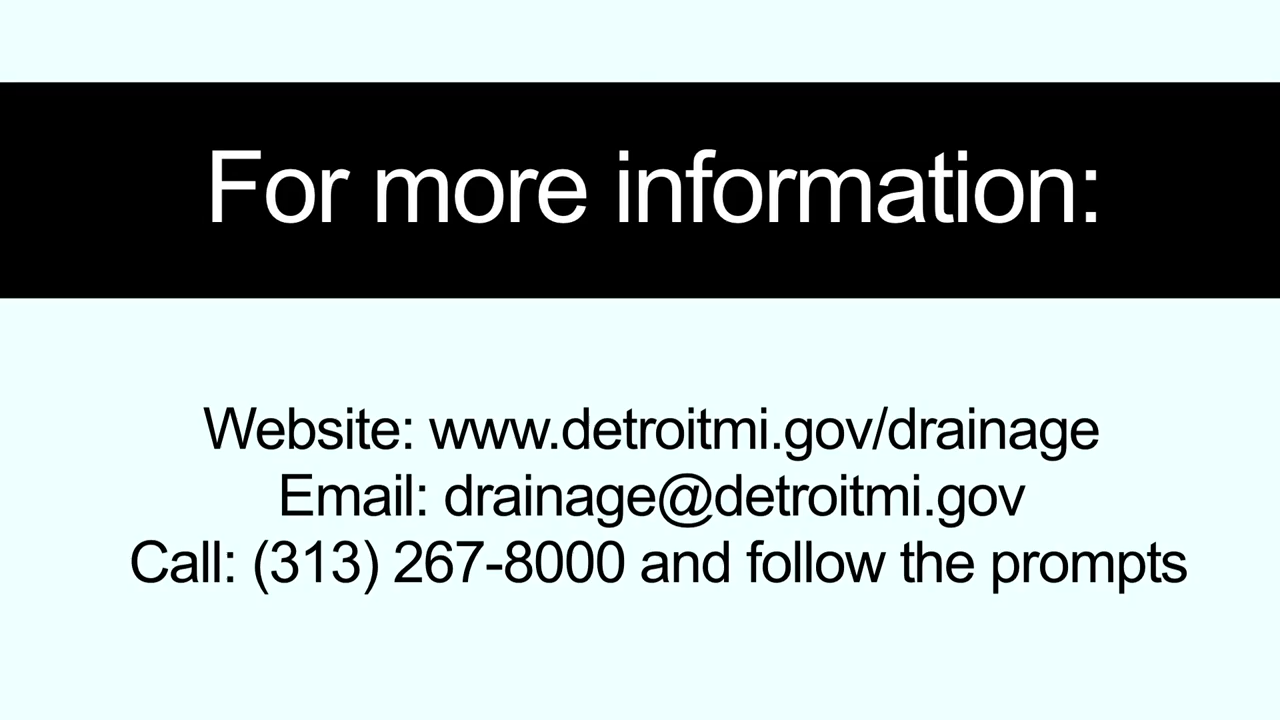 For more information:
Website: www.detroitmi.gov/drainage
Email: drainage@detroitmi.gov
Call: (313) 267-8000 and follow the prompts